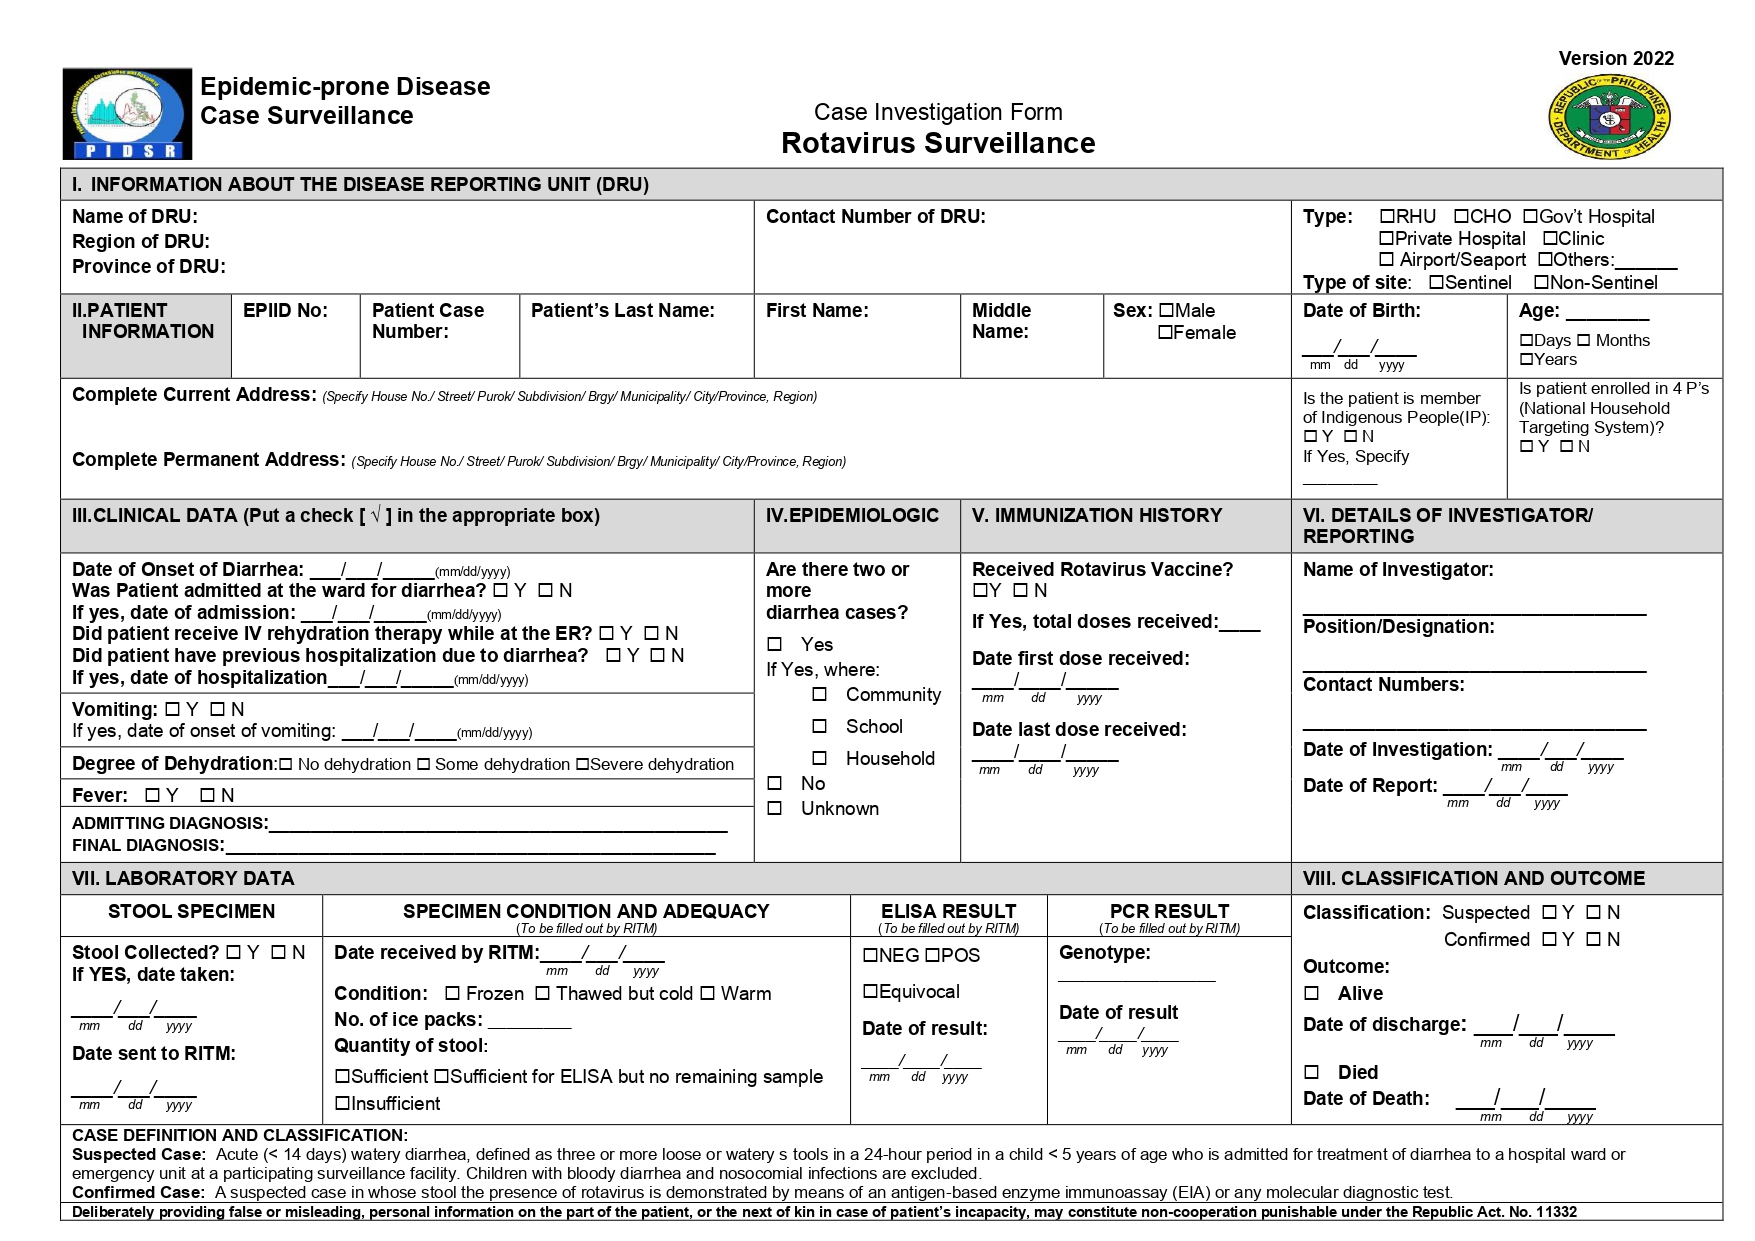 Version 2022
Epidemic-prone Disease
Case Surveillance
PIDSR
Case Investigation Form
Rotavirus Surveillance
REPUBLIC OF THE PHILIPPINES
DEPARTMENT OF HEALTH
I. INFORMATION ABOUT THE DISEASE REPORTING UNIT (DRU)
Name of DRU:
Region of DRU:
Province of DRU:
Contact Number of DRU:
Type: ☐RHU ☐CHO ☐Gov't Hospital
☐Private Hospital ☐Clinic
☐ Airport/Seaport ☐Others:______
Type of site: ☐Sentinel ☐Non-Sentinel
II.PATIENT
INFORMATION
EPIID No:
Patient Case
Number:
Patient's Last Name:
First Name:
Middle
Name:
Sex: ☐Male
☐Female
Date of Birth:
___/___/____
mm dd yyyy
Age: ________
☐Days ☐ Months
☐Years
Complete Current Address: (Specify House No./ Street/ Purok/ Subdivision/ Brgy/ Municipality/ City/Province, Region)
Complete Permanent Address: (Specify House No./ Street/ Purok/ Subdivision/ Brgy/ Municipality/ City/Province, Region)
Is the patient is member
of Indigenous People(IP):
☐ Y ☐ N
If Yes, Specify
________
Is patient enrolled in 4 P's
(National Household
Targeting System)?
☐ Y ☐ N
III.CLINICAL DATA (Put a check [ √ ] in the appropriate box)
Date of Onset of Diarrhea: ___/___/_____(mm/dd/yyyy)
Was Patient admitted at the ward for diarrhea? ☐ Y ☐ N
If yes, date of admission: ___/___/_____(mm/dd/yyyy)
Did patient receive IV rehydration therapy while at the ER? ☐ Y ☐ N
Did patient have previous hospitalization due to diarrhea? ☐ Y ☐ N
If yes, date of hospitalization___/___/_____(mm/dd/yyyy)
Vomiting: ☐ Y ☐ N
If yes, date of onset of vomiting: ___/___/____(mm/dd/yyyy)
Degree of Dehydration:☐ No dehydration ☐ Some dehydration ☐Severe dehydration
Fever: ☐ Y ☐ N
ADMITTING DIAGNOSIS:____________________________________________
FINAL DIAGNOSIS:_______________________________________________
IV.EPIDEMIOLOGIC
Are there two or
more
diarrhea cases?
☐ Yes
If Yes, where:
☐ Community
☐ School
☐ Household
☐ No
☐ Unknown
V. IMMUNIZATION HISTORY
Received Rotavirus Vaccine?
☐Y ☐ N
If Yes, total doses received:____
Date first dose received:
____/____/_____
mm dd yyyy
Date last dose received:
____/____/_____
mm dd yyyy
VI. DETAILS OF INVESTIGATOR/
REPORTING
Name of Investigator:
_________________________________
Position/Designation:
_________________________________
Contact Numbers:
_________________________________
Date of Investigation: ____/___/____
mm dd yyyy
Date of Report: ____/___/____
mm dd yyyy
VII. LABORATORY DATA
STOOL SPECIMEN
Stool Collected? ☐ Y ☐ N
If YES, date taken:
____/___/____
mm dd yyyy
Date sent to RITM:
____/___/____
mm dd yyyy
SPECIMEN CONDITION AND ADEQUACY
(To be filled out by RITM)
Date received by RITM:____/___/____
mm dd yyyy
Condition: ☐ Frozen ☐ Thawed but cold ☐ Warm
No. of ice packs: ________
Quantity of stool:
☐Sufficient ☐Sufficient for ELISA but no remaining sample
☐Insufficient
ELISA RESULT
(To be filled out by RITM)
☐NEG ☐POS
☐Equivocal
Date of result:
____/____/____
mm dd yyyy
PCR RESULT
(To be filled out by RITM)
Genotype:
_________________
Date of result
____/____/____
mm dd yyyy
VIII. CLASSIFICATION AND OUTCOME
Classification: Suspected ☐ Y ☐ N
Confirmed ☐ Y ☐ N
Outcome:
☐ Alive
Date of discharge: ___/___/____
mm dd yyyy
☐ Died
Date of Death: ___/___/____
mm dd yyyy
CASE DEFINITION AND CLASSIFICATION:
Suspected Case: Acute (< 14 days) watery diarrhea, defined as three or more loose or watery s tools in a 24-hour period in a child < 5 years of age who is admitted for treatment of diarrhea to a hospital ward or
emergency unit at a participating surveillance facility. Children with bloody diarrhea and nosocomial infections are excluded.
Confirmed Case: A suspected case in whose stool the presence of rotavirus is demonstrated by means of an antigen-based enzyme immunoassay (EIA) or any molecular diagnostic test.
Deliberately providing false or misleading, personal information on the part of the patient, or the next of kin in case of patient's incapacity, may constitute non-cooperation punishable under the Republic Act. No. 11332